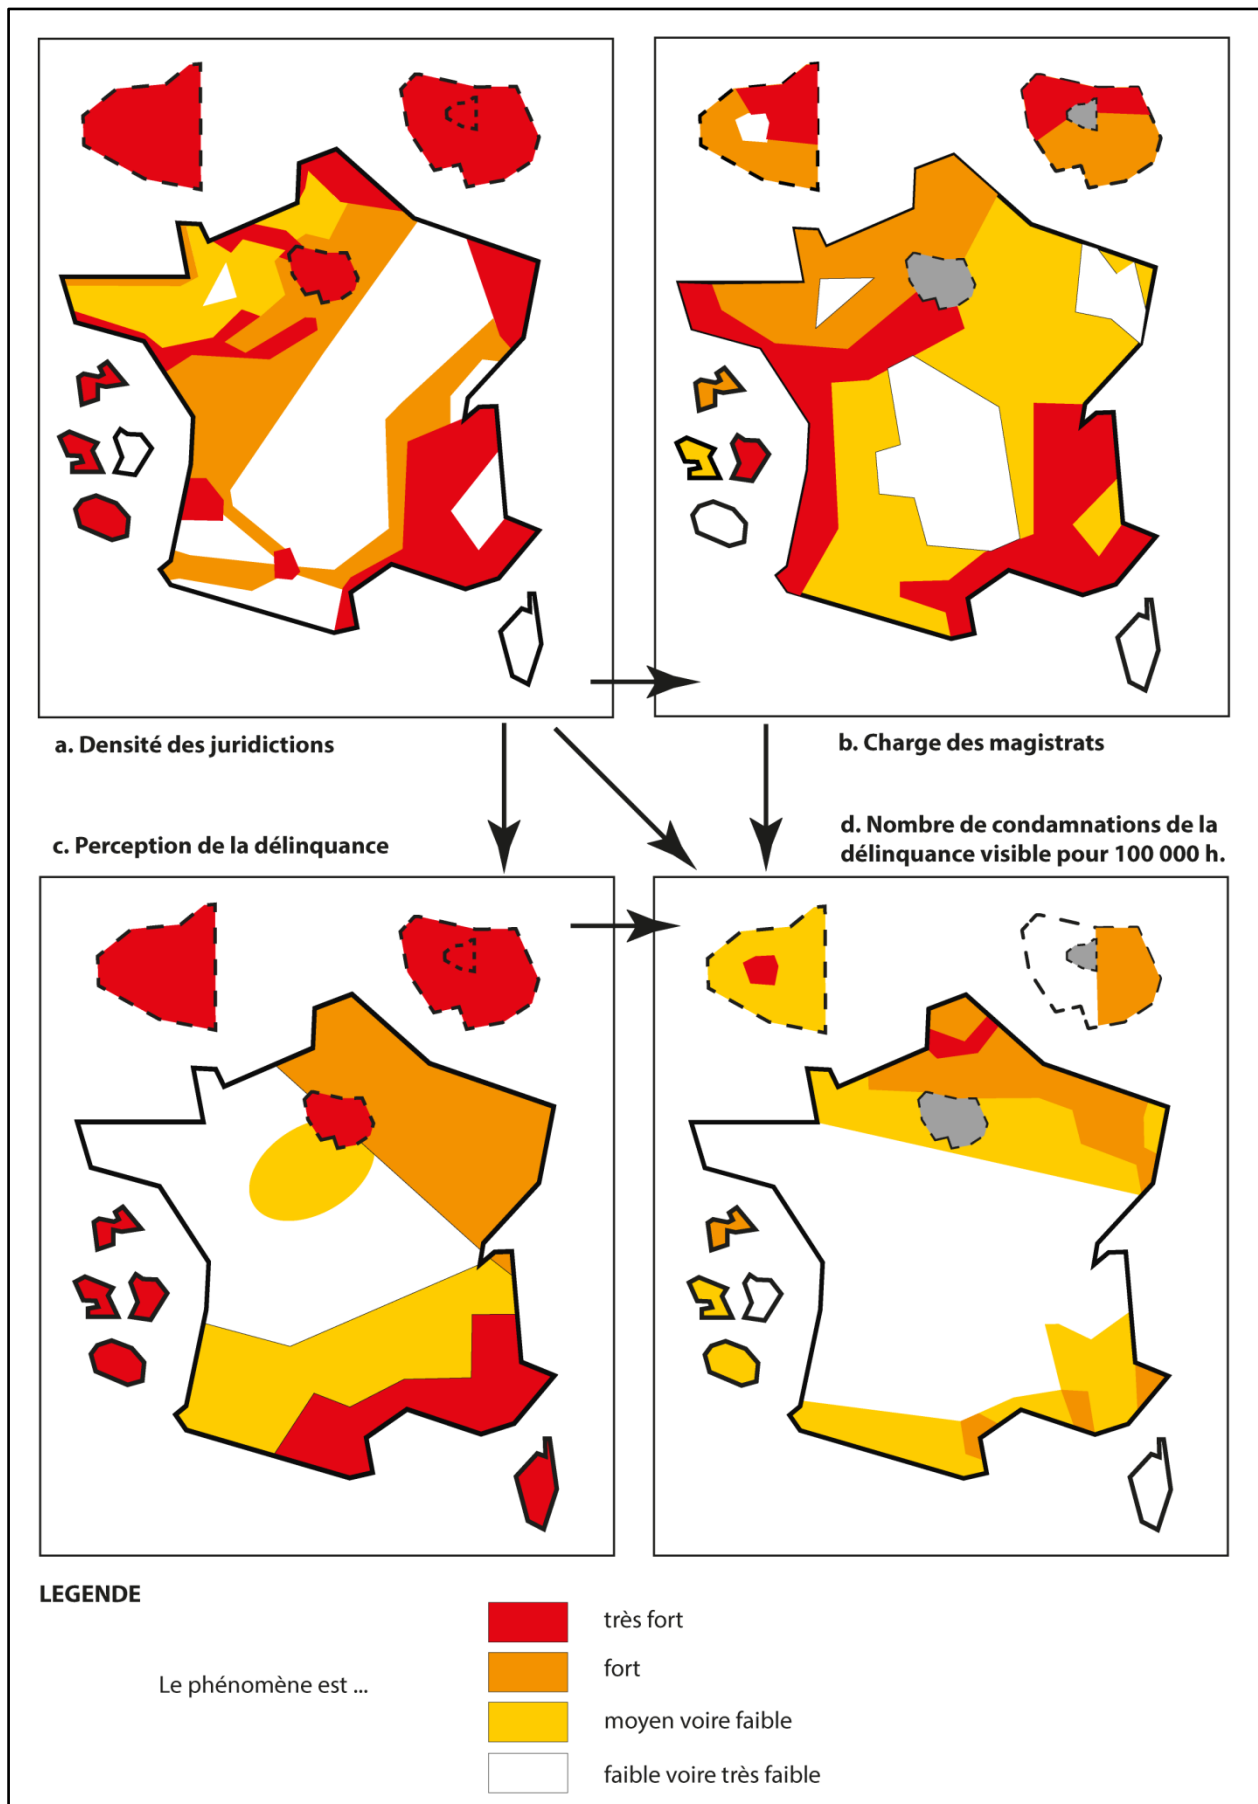 a. Densité des juridictions
b. Charge des magistrats
c. Perception de la délinquance
d. Nombre de condamnations de la
délinquance visible pour 100 000 h.
LEGENDE
Le phénomène est ...
très fort
fort
moyen voire faible
faible voire très faible